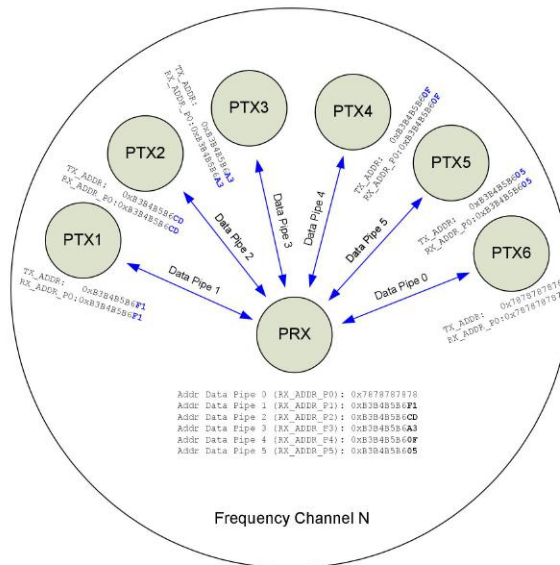 PTX3
TX_ADDR: 0xB3B4B5B6A3
RX_ADDR_P0:0xB3B4B5B6A3
PTX4
TX_ADDR: 0xB3B4B5B60F
RX_ADDR_P0:0xB3B4B5B60F
PTX2
TX_ADDR: 0xB3B4B5B6CD
RX_ADDR_P0:0xB3B4B5B6CD
PTX5
TX_ADDR: 0xB3B4B5B605
RX_ADDR_P0:0xB3B4B5B605
PTX1
TX_ADDR: 0xB3B4B5B6F1
RX_ADDR_P0:0xB3B4B5B6F1
PTX6
TX_ADDR: 0x7878787878
RX_ADDR_P0:0x7878787878
Data Pipe 1
Data Pipe 2
Data Pipe 3
Data Pipe 4
Data Pipe 5
Data Pipe 0
PRX
Addr Data Pipe 0 (RX_ADDR_P0): 0x7878787878
Addr Data Pipe 1 (RX_ADDR_P1): 0xB3B4B5B6F1
Addr Data Pipe 2 (RX_ADDR_P2): 0xB3B4B5B6CD
Addr Data Pipe 3 (RX_ADDR_P3): 0xB3B4B5B6A3
Addr Data Pipe 4 (RX_ADDR_P4): 0xB3B4B5B60F
Addr Data Pipe 5 (RX_ADDR_P5): 0xB3B4B5B605
Frequency Channel N